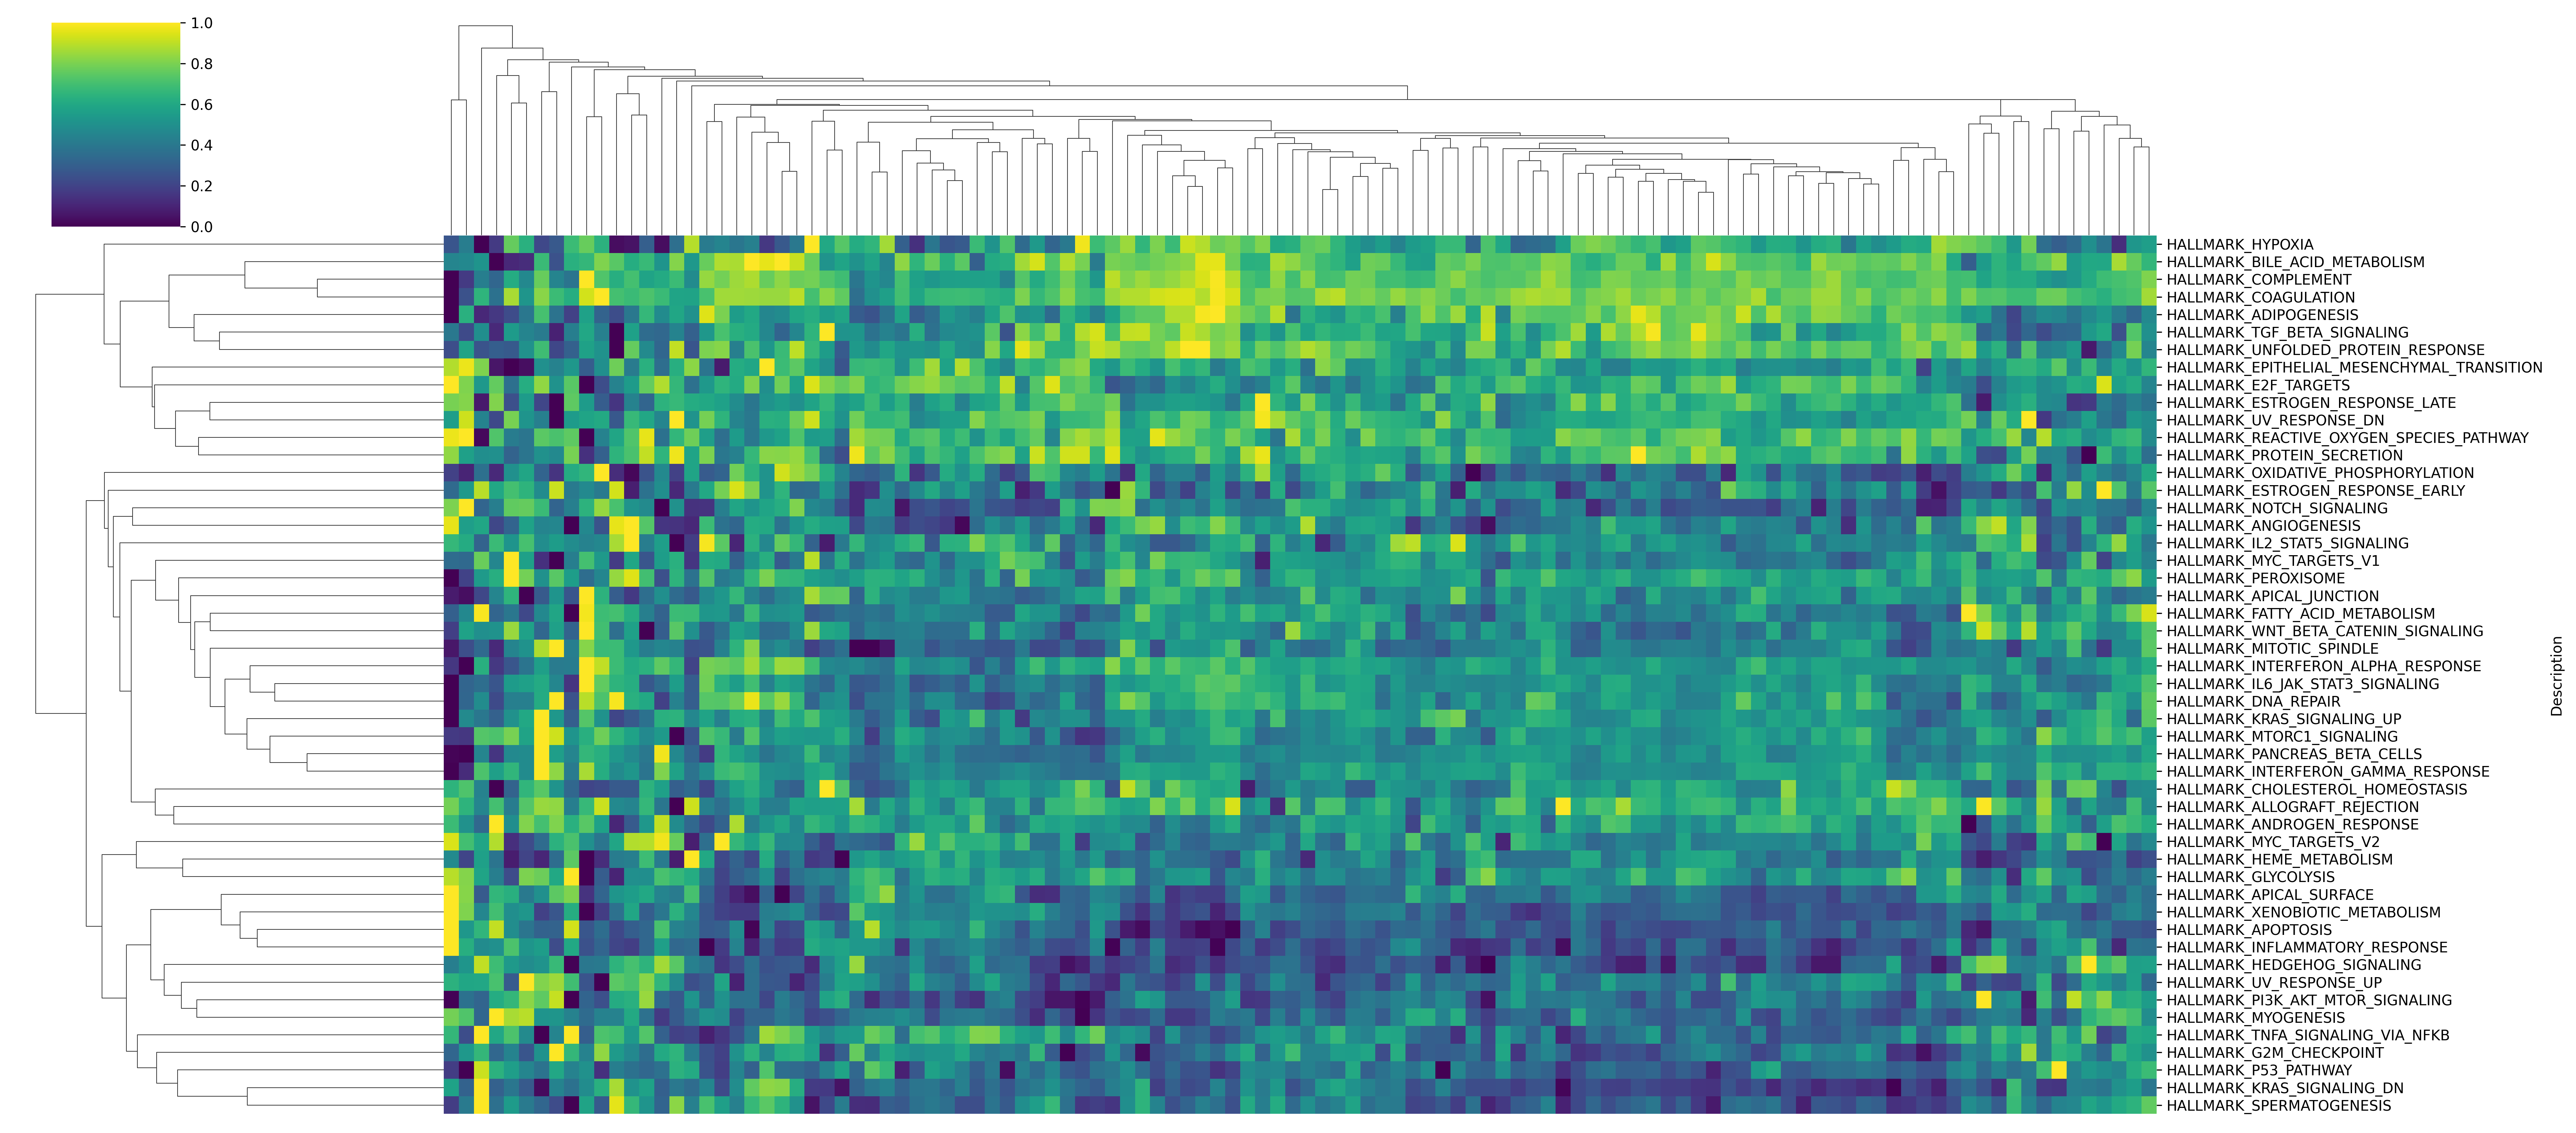 1.0
0.8
0.6
0.4
0.2
0.0
HALLMARK_HYPOXIA
HALLMARK_BILE_ACID_METABOLISM
HALLMARK_COMPLEMENT
HALLMARK_COAGULATION
HALLMARK_ADIPOGENESIS
HALLMARK_TGF_BETA_SIGNALING
HALLMARK_UNFOLDED_PROTEIN_RESPONSE
HALLMARK_EPITHELIAL_MESENCHYMAL_TRANSITION
HALLMARK_E2F_TARGETS
HALLMARK_ESTROGEN_RESPONSE_LATE
HALLMARK_UV_RESPONSE_DN
HALLMARK_REACTIVE_OXYGEN_SPECIES_PATHWAY
HALLMARK_PROTEIN_SECRETION
HALLMARK_OXIDATIVE_PHOSPHORYLATION
HALLMARK_ESTROGEN_RESPONSE_EARLY
HALLMARK_NOTCH_SIGNALING
HALLMARK_ANGIOGENESIS
HALLMARK_IL2_STAT5_SIGNALING
HALLMARK_MYC_TARGETS_V1
HALLMARK_PEROXISOME
HALLMARK_APICAL_JUNCTION
HALLMARK_FATTY_ACID_METABOLISM
HALLMARK_WNT_BETA_CATENIN_SIGNALING
HALLMARK_MITOTIC_SPINDLE
HALLMARK_INTERFERON_ALPHA_RESPONSE
HALLMARK_IL6_JAK_STAT3_SIGNALING
HALLMARK_DNA_REPAIR
HALLMARK_KRAS_SIGNALING_UP
HALLMARK_MTORC1_SIGNALING
HALLMARK_PANCREAS_BETA_CELLS
HALLMARK_INTERFERON_GAMMA_RESPONSE
HALLMARK_CHOLESTEROL_HOMEOSTASIS
HALLMARK_ALLOGRAFT_REJECTION
HALLMARK_ANDROGEN_RESPONSE
HALLMARK_MYC_TARGETS_V2
HALLMARK_HEME_METABOLISM
HALLMARK_GLYCOLYSIS
HALLMARK_APICAL_SURFACE
HALLMARK_XENOBIOTIC_METABOLISM
HALLMARK_APOPTOSIS
HALLMARK_INFLAMMATORY_RESPONSE
HALLMARK_HEDGEHOG_SIGNALING
HALLMARK_UV_RESPONSE_UP
HALLMARK_PI3K_AKT_MTOR_SIGNALING
HALLMARK_MYOGENESIS
HALLMARK_TNFA_SIGNALING_VIA_NFKB
HALLMARK_G2M_CHECKPOINT
HALLMARK_P53_PATHWAY
HALLMARK_KRAS_SIGNALING_DN
HALLMARK_SPERMATOGENESIS
Description